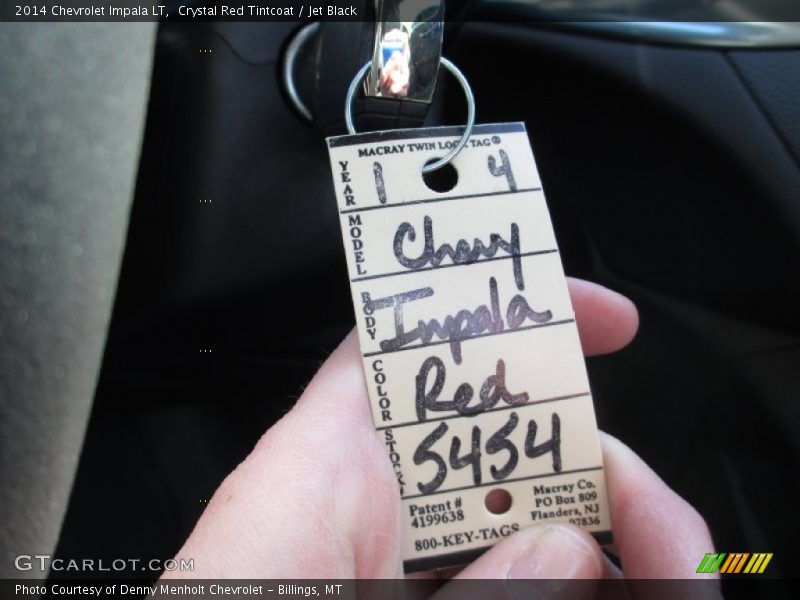 2014 Chevrolet Impala LT,  Crystal Red Tintcoat / Jet Black
MACRAY TWIN LOCK TAG®
YEAR 1 4
MODEL Chevy
BODY Impala
COLOR Red
STOCK# 5454
Patent #
4199638
Macray Co.
PO Box 809
Flanders, NJ
07836
800-KEY-TAGS
GTCARLOT.COM
Photo Courtesy of Denny Menholt Chevrolet - Billings, MT